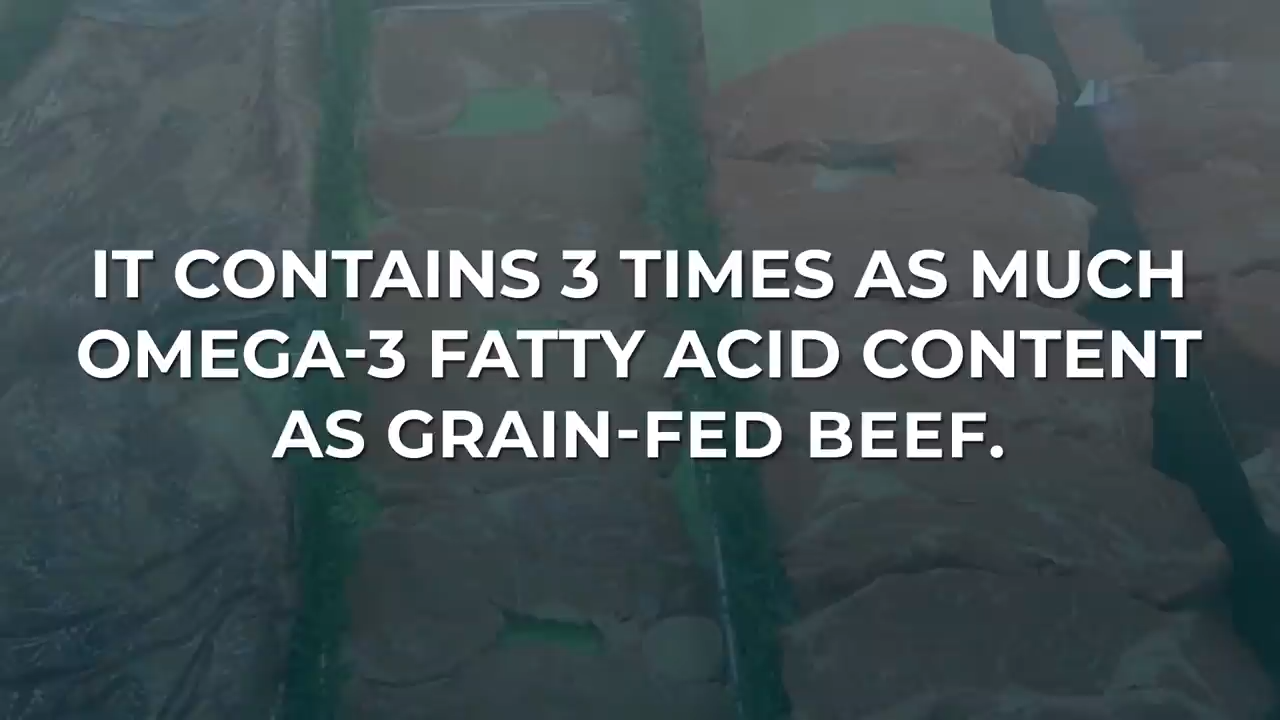 IT CONTAINS 3 TIMES AS MUCH
OMEGA-3 FATTY ACID CONTENT
AS GRAIN-FED BEEF.